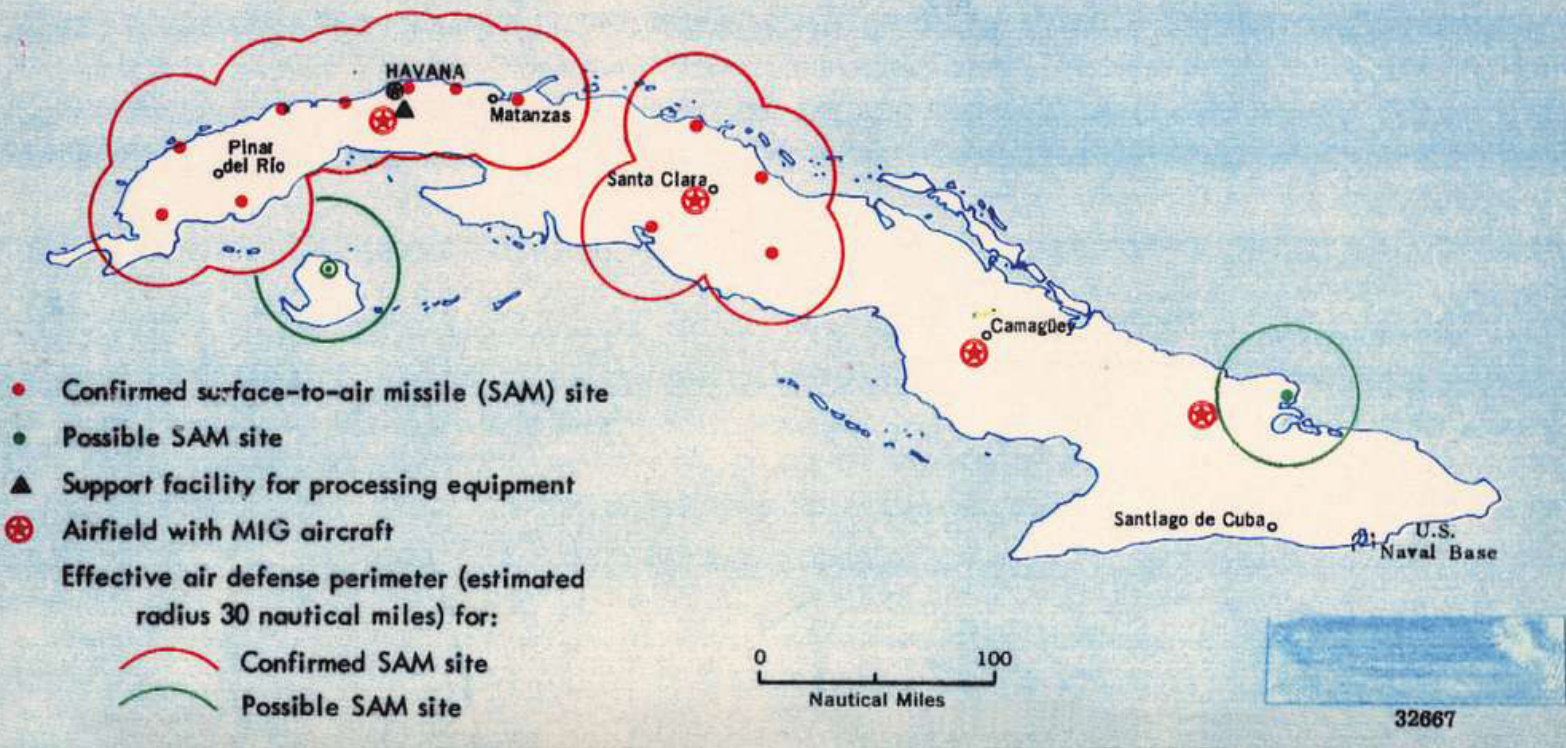 HAVANA
Matanzas
Pinar
del Río
Santa Clara
Camagüey
Santiago de Cuba
U.S.
Naval Base
Confirmed surface-to-air missile (SAM) site
Possible SAM site
Support facility for processing equipment
Airfield with MIG aircraft
Effective air defense perimeter (estimated
radius 30 nautical miles) for:
Confirmed SAM site
Possible SAM site
0 100
Nautical Miles
32667